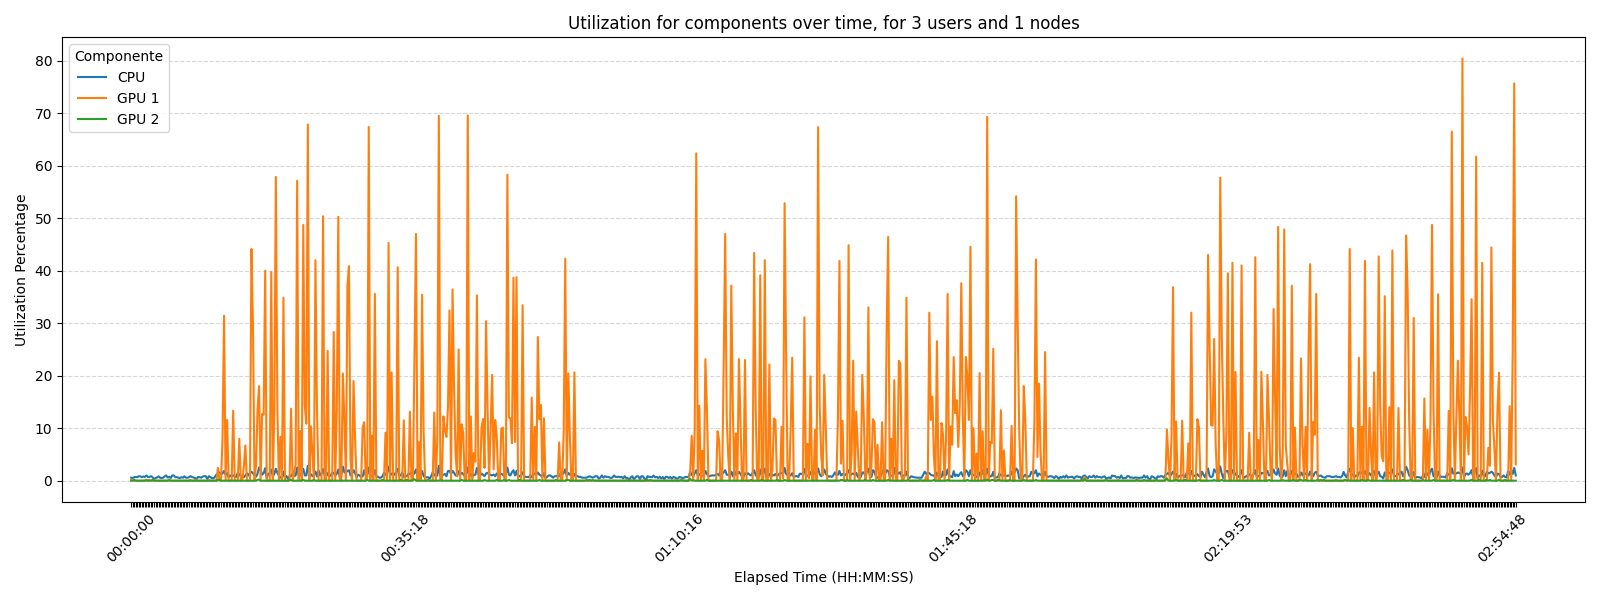 Utilization for components over time, for 3 users and 1 nodes
Componente
CPU
GPU 1
GPU 2
Utilization Percentage
80
70
60
50
40
30
20
10
0
00:00:00
00:35:18
01:10:16
01:45:18
02:19:53
02:54:48
Elapsed Time (HH:MM:SS)